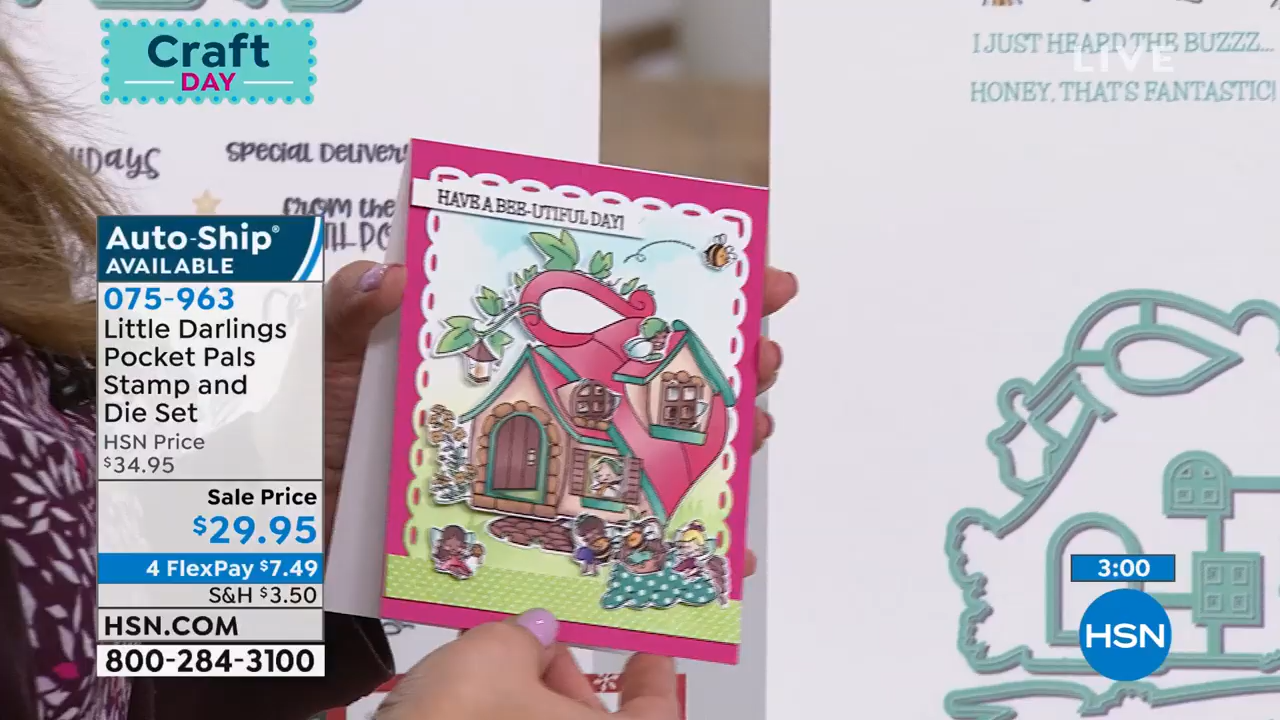 Craft
DAY
LIVE
I JUST HEARD THE BUZZZ...
HONEY, THAT'S FANTASTIC!
SPECIAL
FROM THE
HAVE A BEE-UTIFUL DAY!
Auto-Ship®
AVAILABLE
075-963
Little Darlings
Pocket Pals
Stamp and
Die Set
HSN Price
$34.95
Sale Price
$29.95
4 FlexPay $7.49
S&H $3.50
HSN.COM
800-284-3100
3:00
HSN